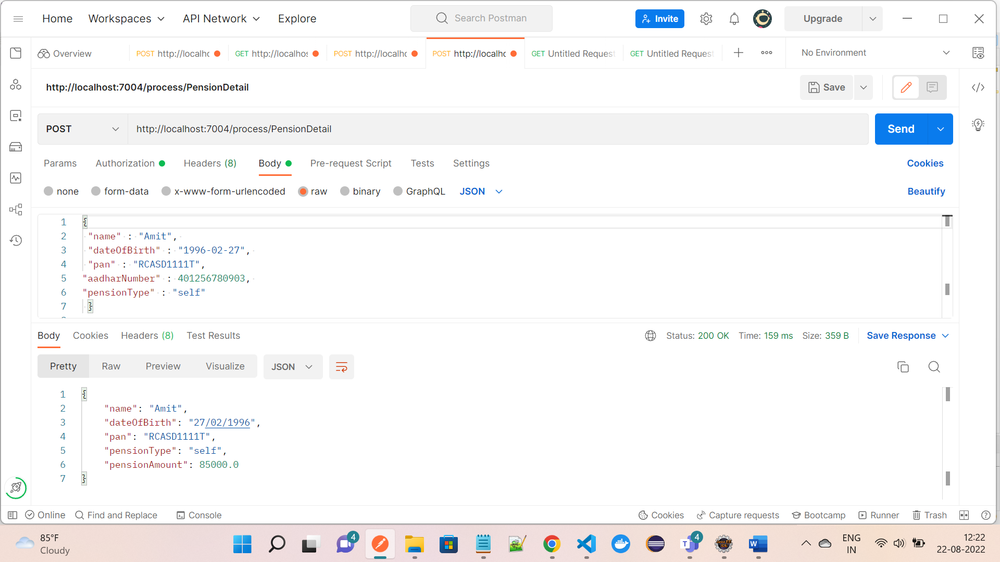 Home Workspaces API Network Explore Search Postman Invite Upgrade
Overview POST http://localhc GET http://localhos POST http://localhc POST http://localhc GET Untitled Request GET Untitled Request No Environment
http://localhost:7004/process/PensionDetail Save
POST http://localhost:7004/process/PensionDetail Send
Params Authorization Headers (8) Body Pre-request Script Tests Settings Cookies
none form-data x-www-form-urlencoded raw binary GraphQL JSON Beautify
1 {
2 "name" : "Amit",
3 "dateOfBirth" : "1996-02-27",
4 "pan" : "RCASD1111T",
5 "aadharNumber" : 401256780903,
6 "pensionType" : "self"
7 }
Body Cookies Headers (8) Test Results Status: 200 OK Time: 159 ms Size: 359 B Save Response
Pretty Raw Preview Visualize JSON
1 {
2 "name": "Amit",
3 "dateOfBirth": "27/02/1996",
4 "pan": "RCASD1111T",
5 "pensionType": "self",
6 "pensionAmount": 85000.0
7 }
Online Find and Replace Console Cookies Capture requests Bootcamp Runner Trash
85°F
Cloudy
4
4
ENG
IN
12:22
22-08-2022